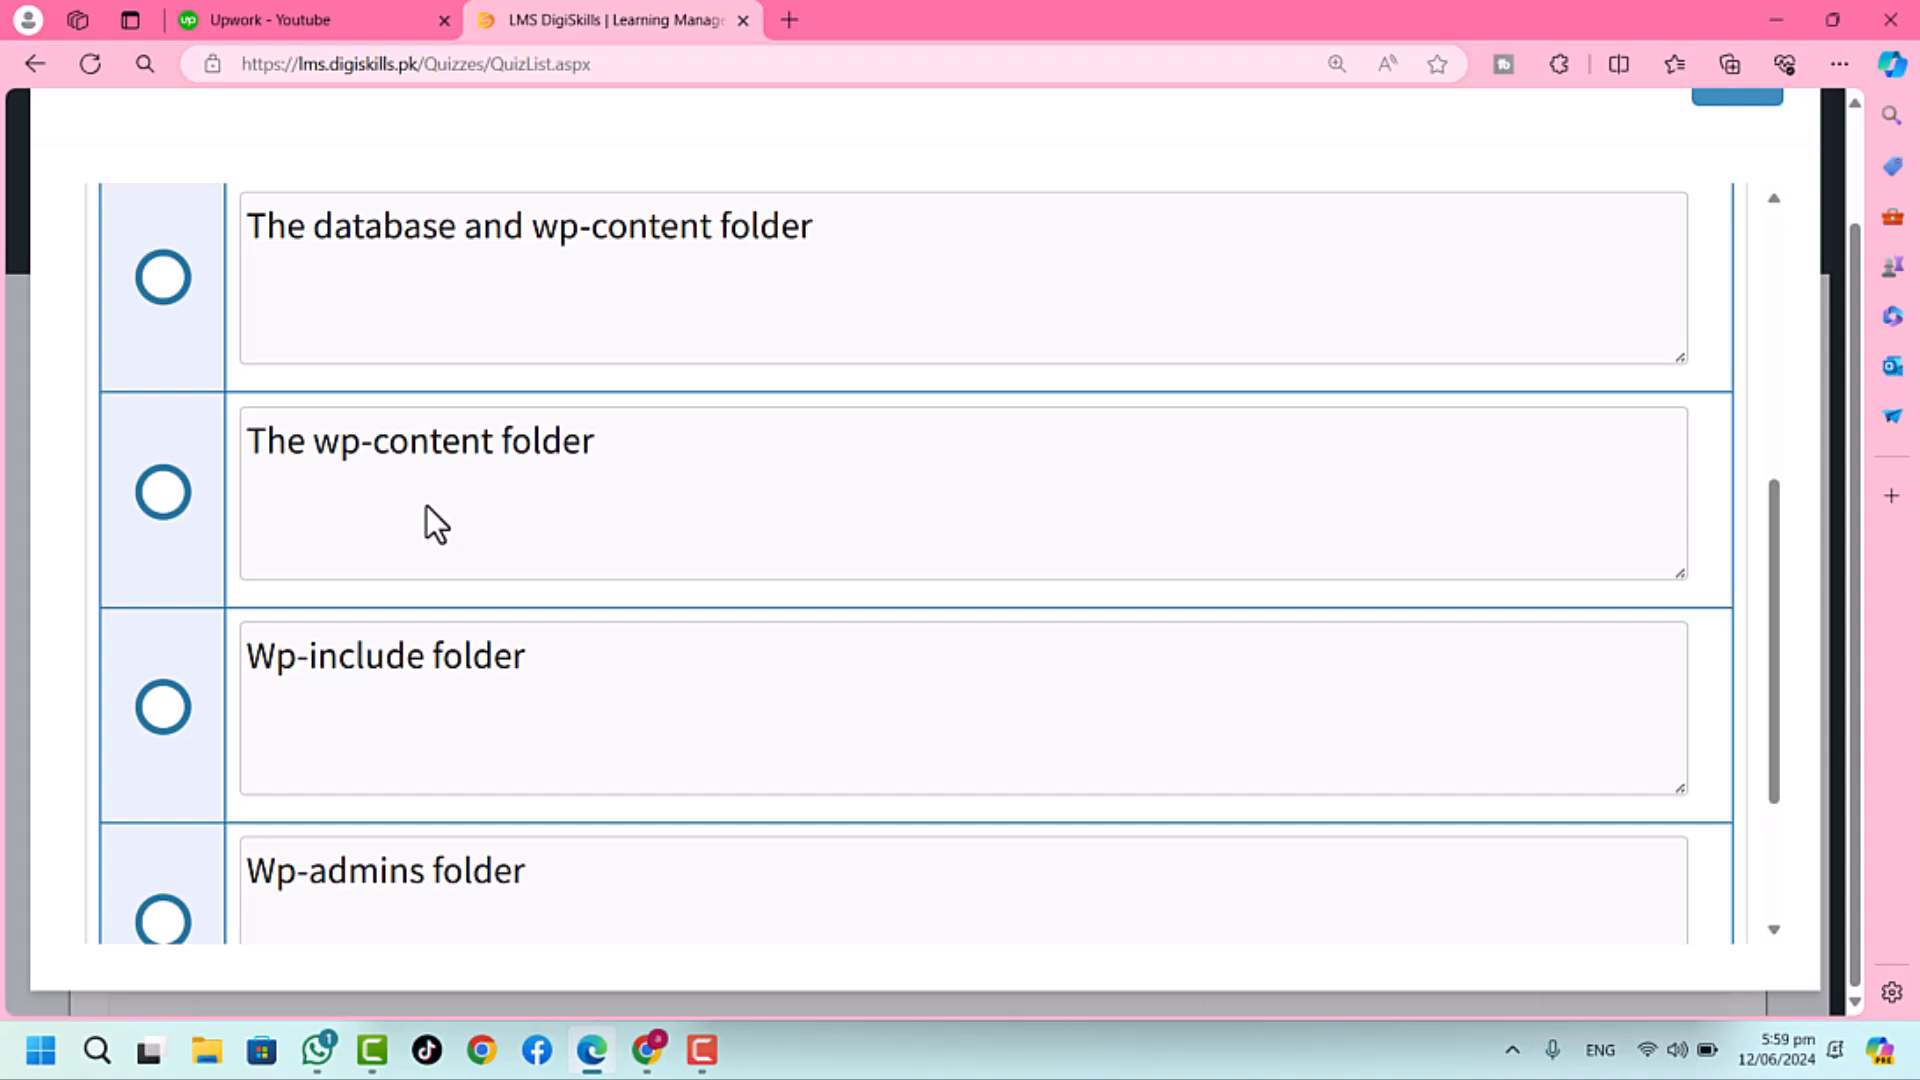 Upwork - Youtube
LMS DigiSkills | Learning Manage
https://lms.digiskills.pk/Quizzes/QuizList.aspx
The database and wp-content folder
The wp-content folder
Wp-include folder
Wp-admins folder
ENG
5:59 pm
12/06/2024